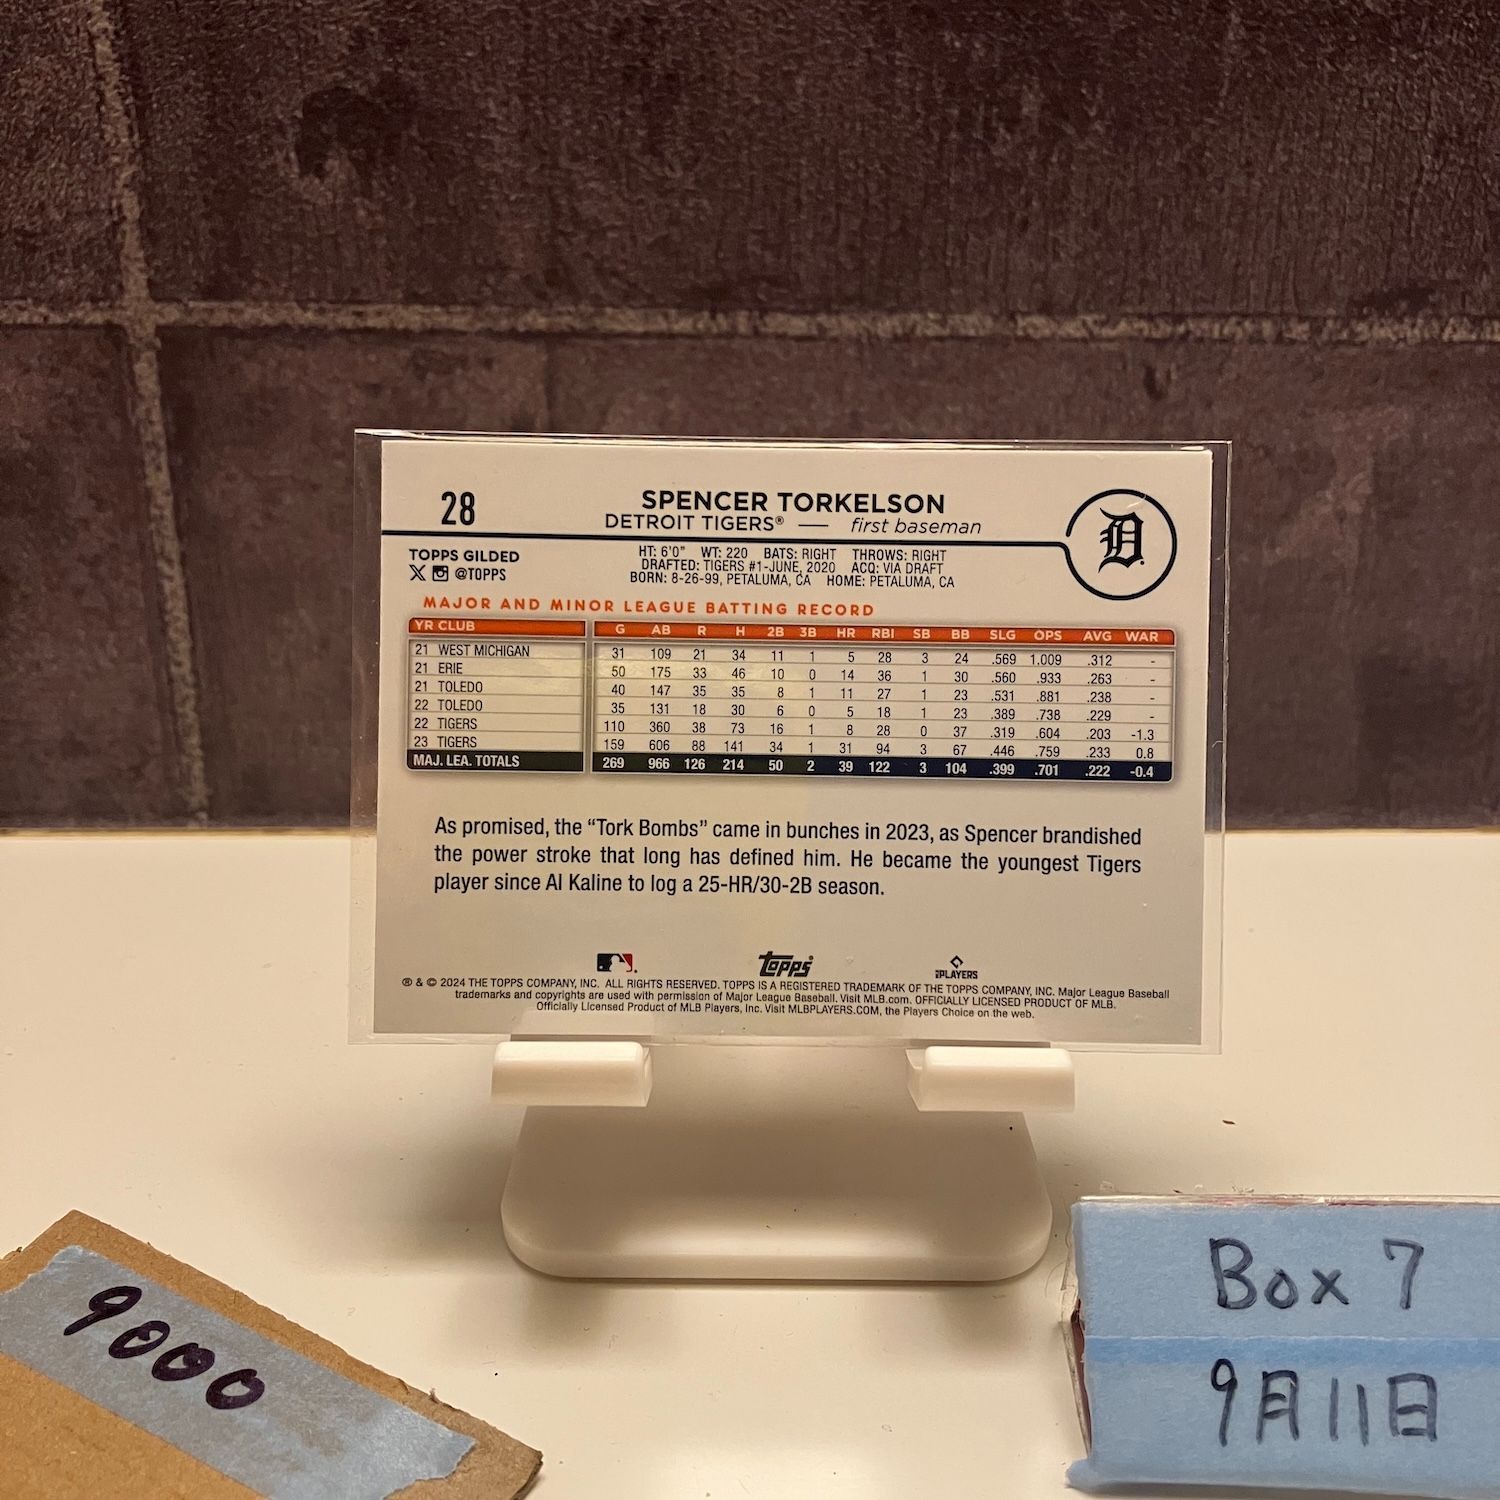 28
SPENCER TORKELSON
DETROIT TIGERS® — first baseman
D
TOPPS GILDED
X @TOPPS
HT: 6'0" WT: 220 BATS: RIGHT THROWS: RIGHT
DRAFTED: TIGERS #1-JUNE, 2020 ACQ: VIA DRAFT
BORN: 8-26-99, PETALUMA, CA HOME: PETALUMA, CA
MAJOR AND MINOR LEAGUE BATTING RECORD
YR CLUB G AB R H 2B 3B HR RBI SB BB SLG OPS AVG WAR
21 WEST MICHIGAN 31 109 21 34 11 1 5 28 3 24 .569 1.009 .312 -
21 ERIE 50 175 33 46 10 0 14 36 1 30 .560 .933 .263 -
21 TOLEDO 40 147 35 35 8 1 11 27 1 23 .531 .881 .238 -
22 TOLEDO 35 131 18 30 6 0 5 18 1 23 .389 .738 .229 -
22 TIGERS 110 360 38 73 16 1 8 28 0 37 .319 .604 .203 -1.3
23 TIGERS 159 606 88 141 34 1 31 94 3 67 .446 .759 .233 0.8
MAJ. LEA. TOTALS 269 966 126 214 50 2 39 122 3 104 .399 .701 .222 -0.4
As promised, the “Tork Bombs” came in bunches in 2023, as Spencer brandished
the power stroke that long has defined him. He became the youngest Tigers
player since Al Kaline to log a 25-HR/30-2B season.
topps
PLAYERS
® & © 2024 THE TOPPS COMPANY, INC. ALL RIGHTS RESERVED. TOPPS IS A REGISTERED TRADEMARK OF THE TOPPS COMPANY, INC. Major League Baseball
trademarks and copyrights are used with permission of Major League Baseball. Visit MLB.com. OFFICIALLY LICENSED PRODUCT OF MLB.
Officially Licensed Product of MLB Players, Inc. Visit MLBPLAYERS.COM, the Players Choice on the web.
9000
Box 7
9月11日